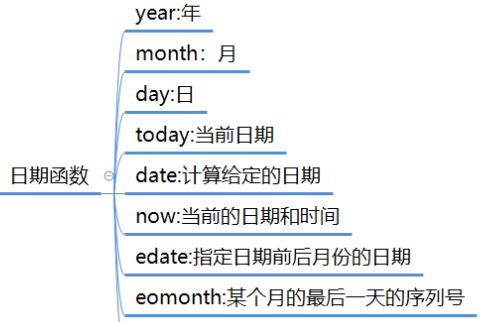 year:年
month：月
day:日
today:当前日期
日期函数
date:计算给定的日期
now:当前的日期和时间
edate:指定日期前后月份的日期
eomonth:某个月的最后一天的序列号